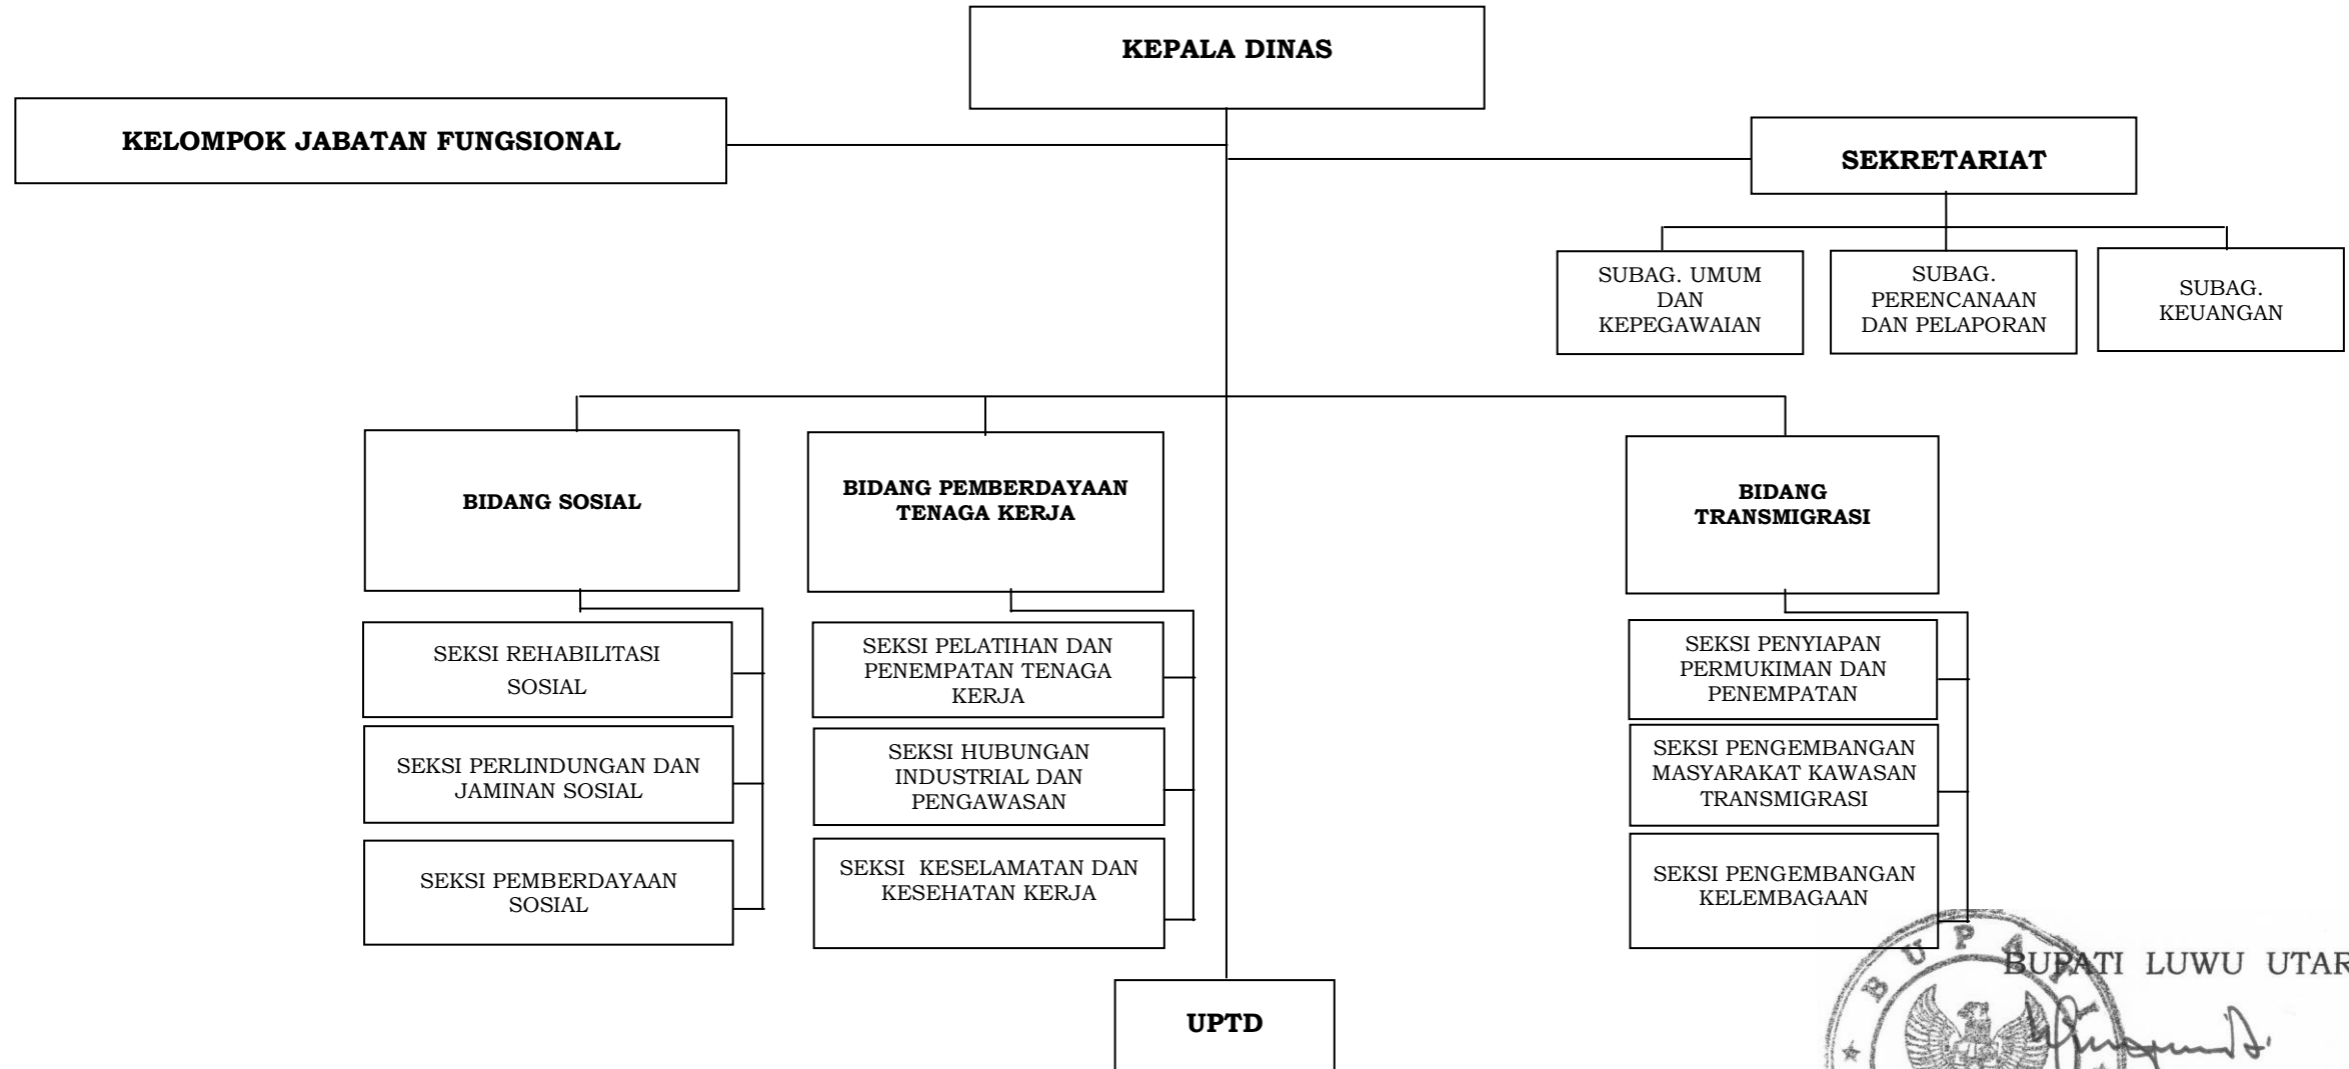 KEPALA DINAS
KELOMPOK JABATAN FUNGSIONAL
SEKRETARIAT
SUBAG. UMUM
DAN
KEPEGAWAIAN
SUBAG.
PERENCANAAN
DAN PELAPORAN
SUBAG.
KEUANGAN
BIDANG SOSIAL
BIDANG PEMBERDAYAAN
TENAGA KERJA
BIDANG
TRANSMIGRASI
SEKSI REHABILITASI
SOSIAL
SEKSI PERLINDUNGAN DAN
JAMINAN SOSIAL
SEKSI PEMBERDAYAAN
SOSIAL
SEKSI PELATIHAN DAN
PENEMPATAN TENAGA
KERJA
SEKSI HUBUNGAN
INDUSTRIAL DAN
PENGAWASAN
SEKSI  KESELAMATAN DAN
KESEHATAN KERJA
SEKSI PENYIAPAN
PERMUKIMAN DAN
PENEMPATAN
SEKSI PENGEMBANGAN
MASYARAKAT KAWASAN
TRANSMIGRASI
SEKSI PENGEMBANGAN
KELEMBAGAAN
UPTD
BUPATI LUWU UTAR
BUPATI